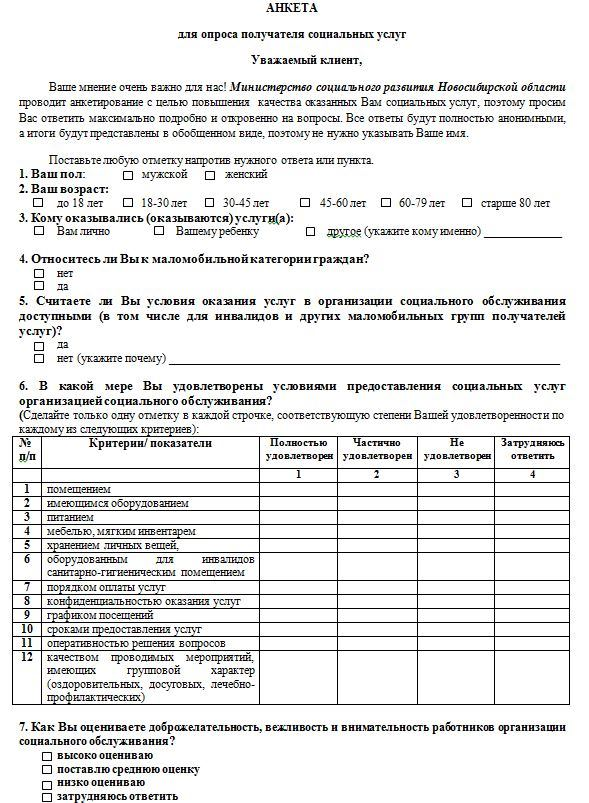 АНКЕТА
для опроса получателя социальных услуг
Уважаемый клиент,
Ваше мнение очень важно для нас! Министерство социального развития Новосибирской области
проводит анкетирование с целью повышения качества оказанных Вам социальных услуг, поэтому просим
Вас ответить максимально подробно и откровенно на вопросы. Все ответы будут полностью анонимными,
а итоги будут представлены в обобщенном виде, поэтому не нужно указывать Ваше имя.
Поставьте любую отметку напротив нужного ответа или пункта.
1. Ваш пол: □ мужской □ женский
2. Ваш возраст:
□ до 18 лет □ 18-30 лет □ 30-45 лет □ 45-60 лет □ 60-79 лет □ старше 80 лет
3. Кому оказывались (оказываются) услуги(а):
□ Вам лично □ Вашему ребенку □ другое (укажите кому именно) _____________
4. Относитесь ли Вы к маломобильной категории граждан?
□ нет
□ да
5. Считаете ли Вы условия оказания услуг в организации социального обслуживания
доступными (в том числе для инвалидов и других маломобильных групп получателей
услуг)?
□ да
□ нет (укажите почему) _____________
6. В какой мере Вы удовлетворены условиями предоставления социальных услуг
организацией социального обслуживания?
(Сделайте только одну отметку в каждой строчке, соответствующую степени Вашей удовлетворенности по
каждому из следующих критериев):
№ Критерии/ показатели Полностью Частично Не Затрудняюсь
п/п удовлетворен удовлетворен удовлетворен ответить
1 2 3 4
1 помещением
2 имеющимся оборудованием
3 питанием
4 мебелью, мягким инвентарем
5 хранением личных вещей,
6 оборудованным для инвалидов
санитарно-гигиеническим помещением
7 порядком оплаты услуг
8 конфиденциальностью оказания услуг
9 графиком посещений
10 сроками предоставления услуг
11 оперативностью решения вопросов
12 качеством проводимых мероприятий,
имеющих групповой характер
(оздоровительных, досуговых, лечебно-
профилактических)
7. Как Вы оцениваете доброжелательность, вежливость и внимательность работников организации
социального обслуживания?
□ высоко оцениваю
□ поставлю среднюю оценку
□ низко оцениваю
□ затрудняюсь ответить